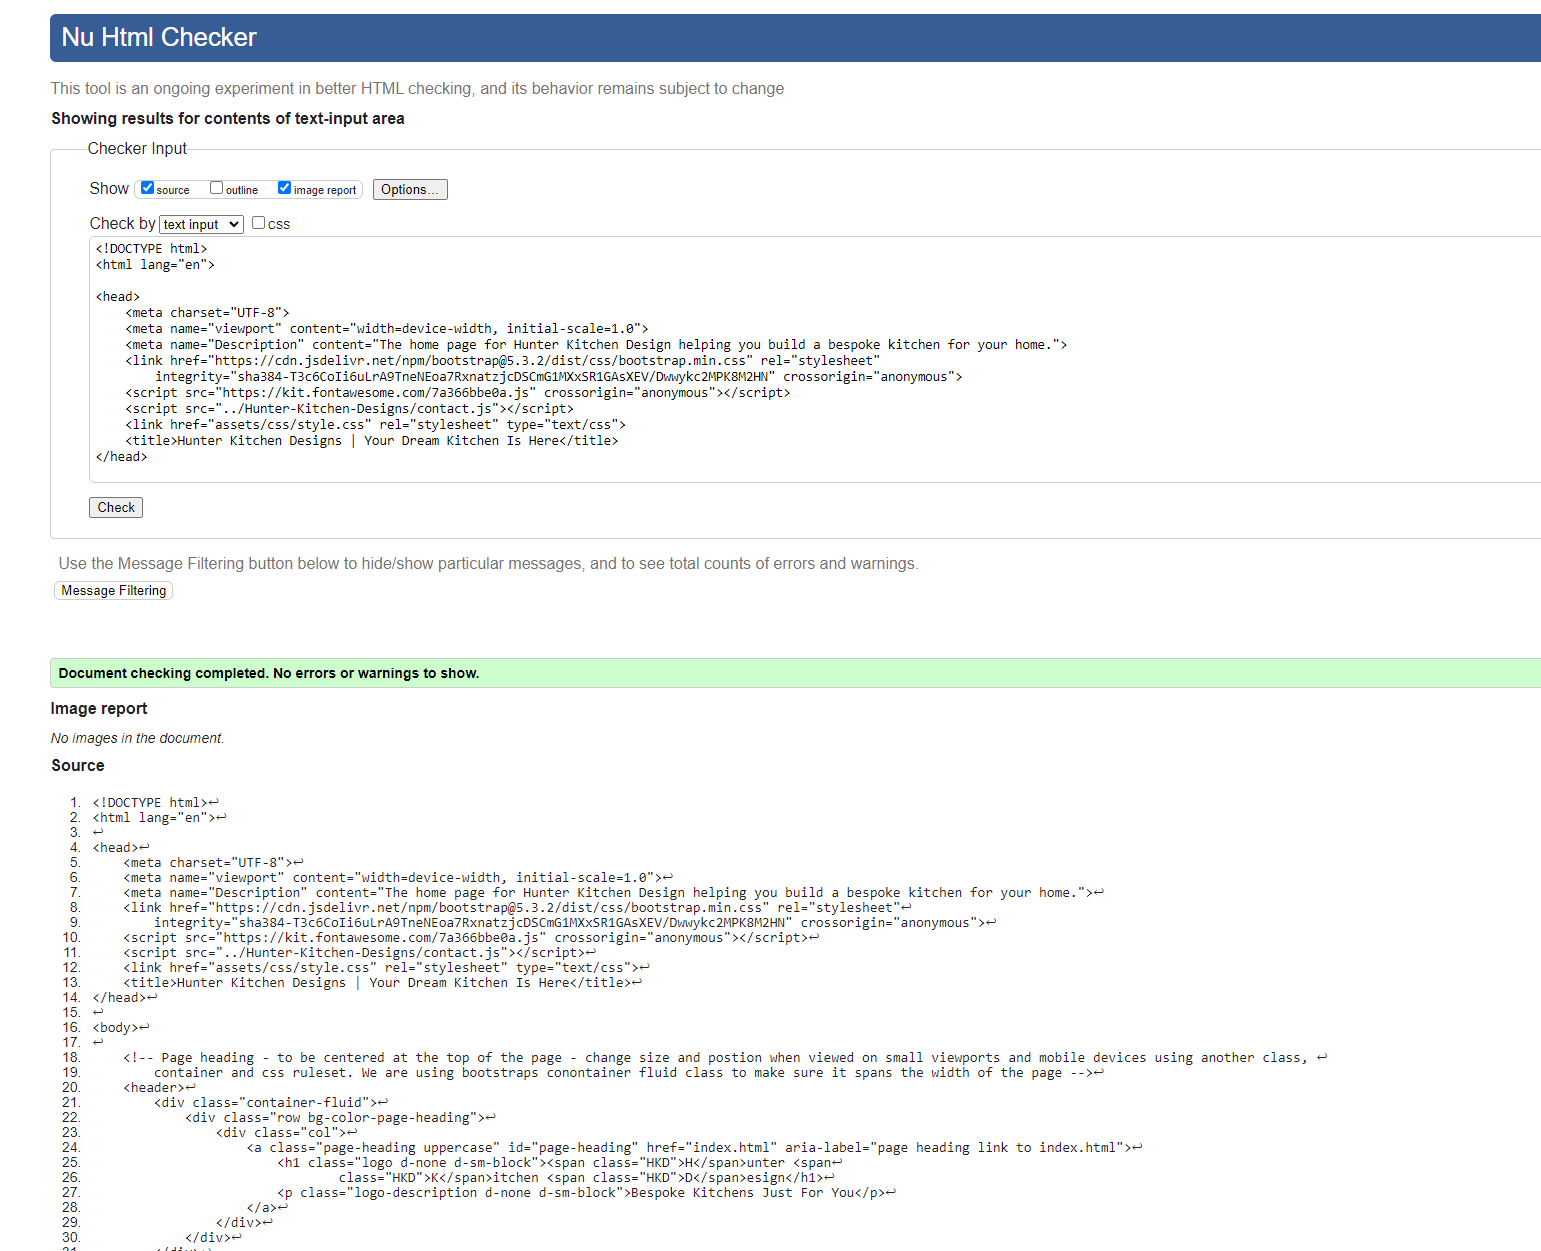 Nu Html Checker
This tool is an ongoing experiment in better HTML checking, and its behavior remains subject to change
Showing results for contents of text-input area
Checker Input
Show source outline image report Options...
Check by text input css
<!DOCTYPE html>
<html lang="en">
<head>
    <meta charset="UTF-8">
    <meta name="viewport" content="width=device-width, initial-scale=1.0">
    <meta name="Description" content="The home page for Hunter Kitchen Design helping you build a bespoke kitchen for your home.">
    <link href="https://cdn.jsdelivr.net/npm/bootstrap@5.3.2/dist/css/bootstrap.min.css" rel="stylesheet"
        integrity="sha384-T3c6CoIi6uLrA9TneNEoa7RxnatzjcDSCmG1MXxSR1GAsXEV/Dwwykc2MPK8M2HN" crossorigin="anonymous">
    <script src="https://kit.fontawesome.com/7a366bbe0a.js" crossorigin="anonymous"></script>
    <script src="../Hunter-Kitchen-Designs/contact.js"></script>
    <link href="assets/css/style.css" rel="stylesheet" type="text/css">
    <title>Hunter Kitchen Designs | Your Dream Kitchen Is Here</title>
</head>
Check
Use the Message Filtering button below to hide/show particular messages, and to see total counts of errors and warnings.
Message Filtering
Document checking completed. No errors or warnings to show.
Image report
No images in the document.
Source
1. <!DOCTYPE html>↩
2. <html lang="en">↩
3. ↩
4. <head>↩
5.     <meta charset="UTF-8">↩
6.     <meta name="viewport" content="width=device-width, initial-scale=1.0">↩
7.     <meta name="Description" content="The home page for Hunter Kitchen Design helping you build a bespoke kitchen for your home.">↩
8.     <link href="https://cdn.jsdelivr.net/npm/bootstrap@5.3.2/dist/css/bootstrap.min.css" rel="stylesheet"↩
9.         integrity="sha384-T3c6CoIi6uLrA9TneNEoa7RxnatzjcDSCmG1MXxSR1GAsXEV/Dwwykc2MPK8M2HN" crossorigin="anonymous">↩
10.     <script src="https://kit.fontawesome.com/7a366bbe0a.js" crossorigin="anonymous"></script>↩
11.     <script src="../Hunter-Kitchen-Designs/contact.js"></script>↩
12.     <link href="assets/css/style.css" rel="stylesheet" type="text/css">↩
13.     <title>Hunter Kitchen Designs | Your Dream Kitchen Is Here</title>↩
14. </head>↩
15. ↩
16. <body>↩
17. ↩
18.     <!-- Page heading - to be centered at the top of the page - change size and postion when viewed on small viewports and mobile devices using another class, ↩
19.         container and css ruleset. We are using bootstraps conontainer fluid class to make sure it spans the width of the page -->↩
20.     <header>↩
21.         <div class="container-fluid">↩
22.             <div class="row bg-color-page-heading">↩
23.                 <div class="col">↩
24.                     <a class="page-heading uppercase" id="page-heading" href="index.html" aria-label="page heading link to index.html">↩
25.                         <h1 class="logo d-none d-sm-block"><span class="HKD">H</span>unter <span↩
26.                                 class="HKD">K</span>itchen <span class="HKD">D</span>esign</h1>↩
27.                         <p class="logo-description d-none d-sm-block">Bespoke Kitchens Just For You</p>↩
28.                     </a>↩
29.                 </div>↩
30.             </div>↩
31.         </div>↩